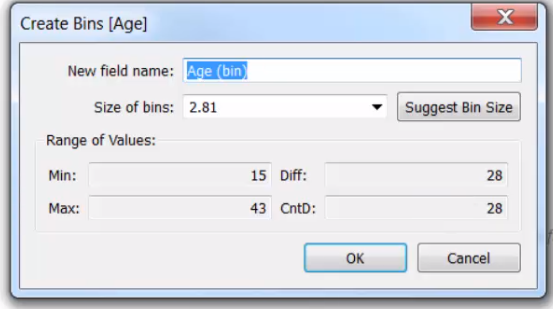 Create Bins [Age]
New field name: Age (bin)
Size of bins: 2.81 Suggest Bin Size
Range of Values:
Min: 15 Diff: 28
Max: 43 CntD: 28
OK Cancel